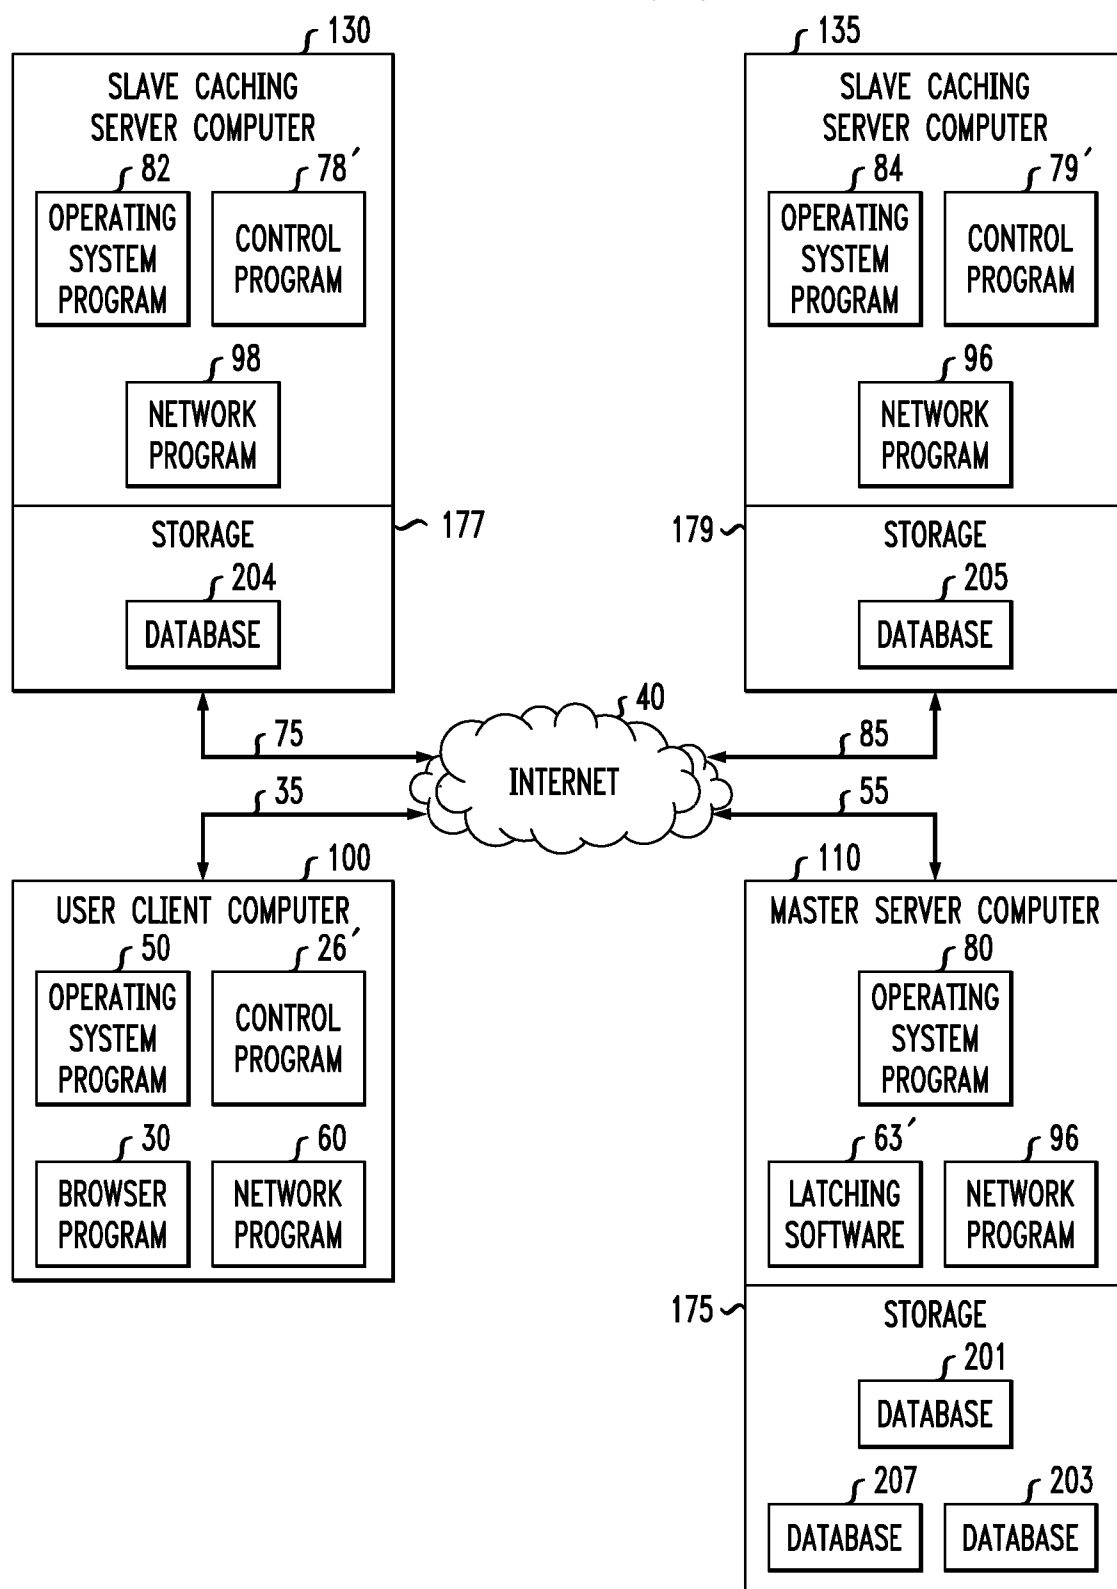 130
SLAVE CACHING
SERVER COMPUTER
82
OPERATING
SYSTEM
PROGRAM
78′
CONTROL
PROGRAM
98
NETWORK
PROGRAM
177
STORAGE
204
DATABASE
135
SLAVE CACHING
SERVER COMPUTER
84
OPERATING
SYSTEM
PROGRAM
79′
CONTROL
PROGRAM
96
NETWORK
PROGRAM
179
STORAGE
205
DATABASE
75
40
85
INTERNET
35
55
100
USER CLIENT COMPUTER
50
OPERATING
SYSTEM
PROGRAM
26′
CONTROL
PROGRAM
30
BROWSER
PROGRAM
60
NETWORK
PROGRAM
110
MASTER SERVER COMPUTER
80
OPERATING
SYSTEM
PROGRAM
63′
LATCHING
SOFTWARE
96
NETWORK
PROGRAM
175
STORAGE
201
DATABASE
207
DATABASE
203
DATABASE